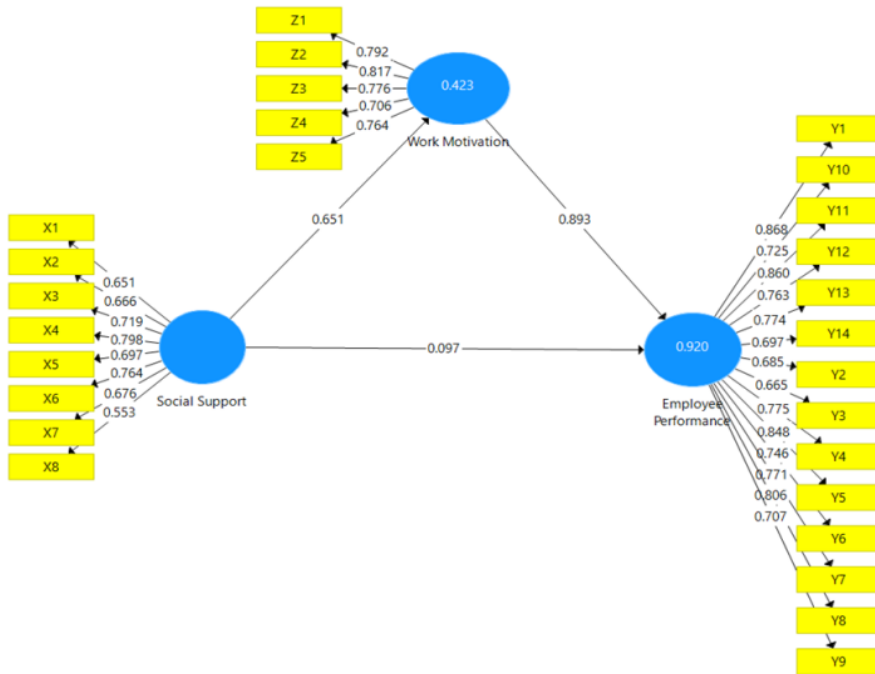 Z1
Z2
Z3
Z4
Z5
0.792
0.817
0.776
0.706
0.764
0.423
Work Motivation
X1
X2
X3
X4
X5
X6
X7
X8
0.651
0.666
0.719
0.798
0.697
0.764
0.676
0.553
Social Support
0.651
0.893
0.097
0.920
Employee
Performance
0.868
0.725
0.860
0.763
0.774
0.697
0.685
0.665
0.775
0.848
0.746
0.771
0.806
0.707
Y1
Y10
Y11
Y12
Y13
Y14
Y2
Y3
Y4
Y5
Y6
Y7
Y8
Y9